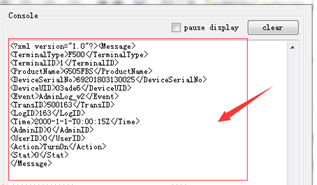 Console
pause display
clear
<?xml version="1.0"?><Message>
<TerminalType>F500</TerminalType>
<TerminalID>1</TerminalID>
<ProductName>G505FBS</ProductName>
<DeviceSerialNo>69201803130025</DeviceSerialNo>
<DeviceUID>03ade6</DeviceUID>
<Event>AdminLog_v2</Event>
<TransID>500163</TransID>
<LogID>163</LogID>
<Time>2000-1-1-T0:00:15Z</Time>
<AdminID>0</AdminID>
<UserID>0</UserID>
<Action>TurnOn</Action>
<Stat>0</Stat>
</Message>